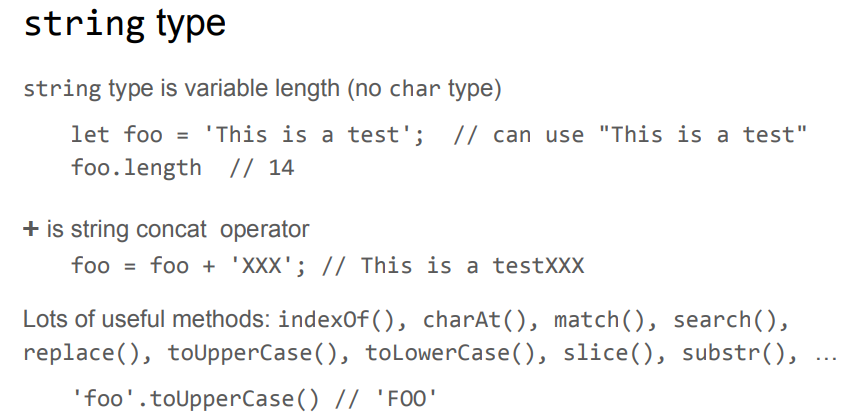 string type
string type is variable length (no char type)
let foo = 'This is a test';  // can use "This is a test"
foo.length  // 14
+ is string concat  operator
foo = foo + 'XXX'; // This is a testXXX
Lots of useful methods: indexOf(), charAt(), match(), search(),
replace(), toUpperCase(), toLowerCase(), slice(), substr(), …
'foo'.toUpperCase() // 'FOO'